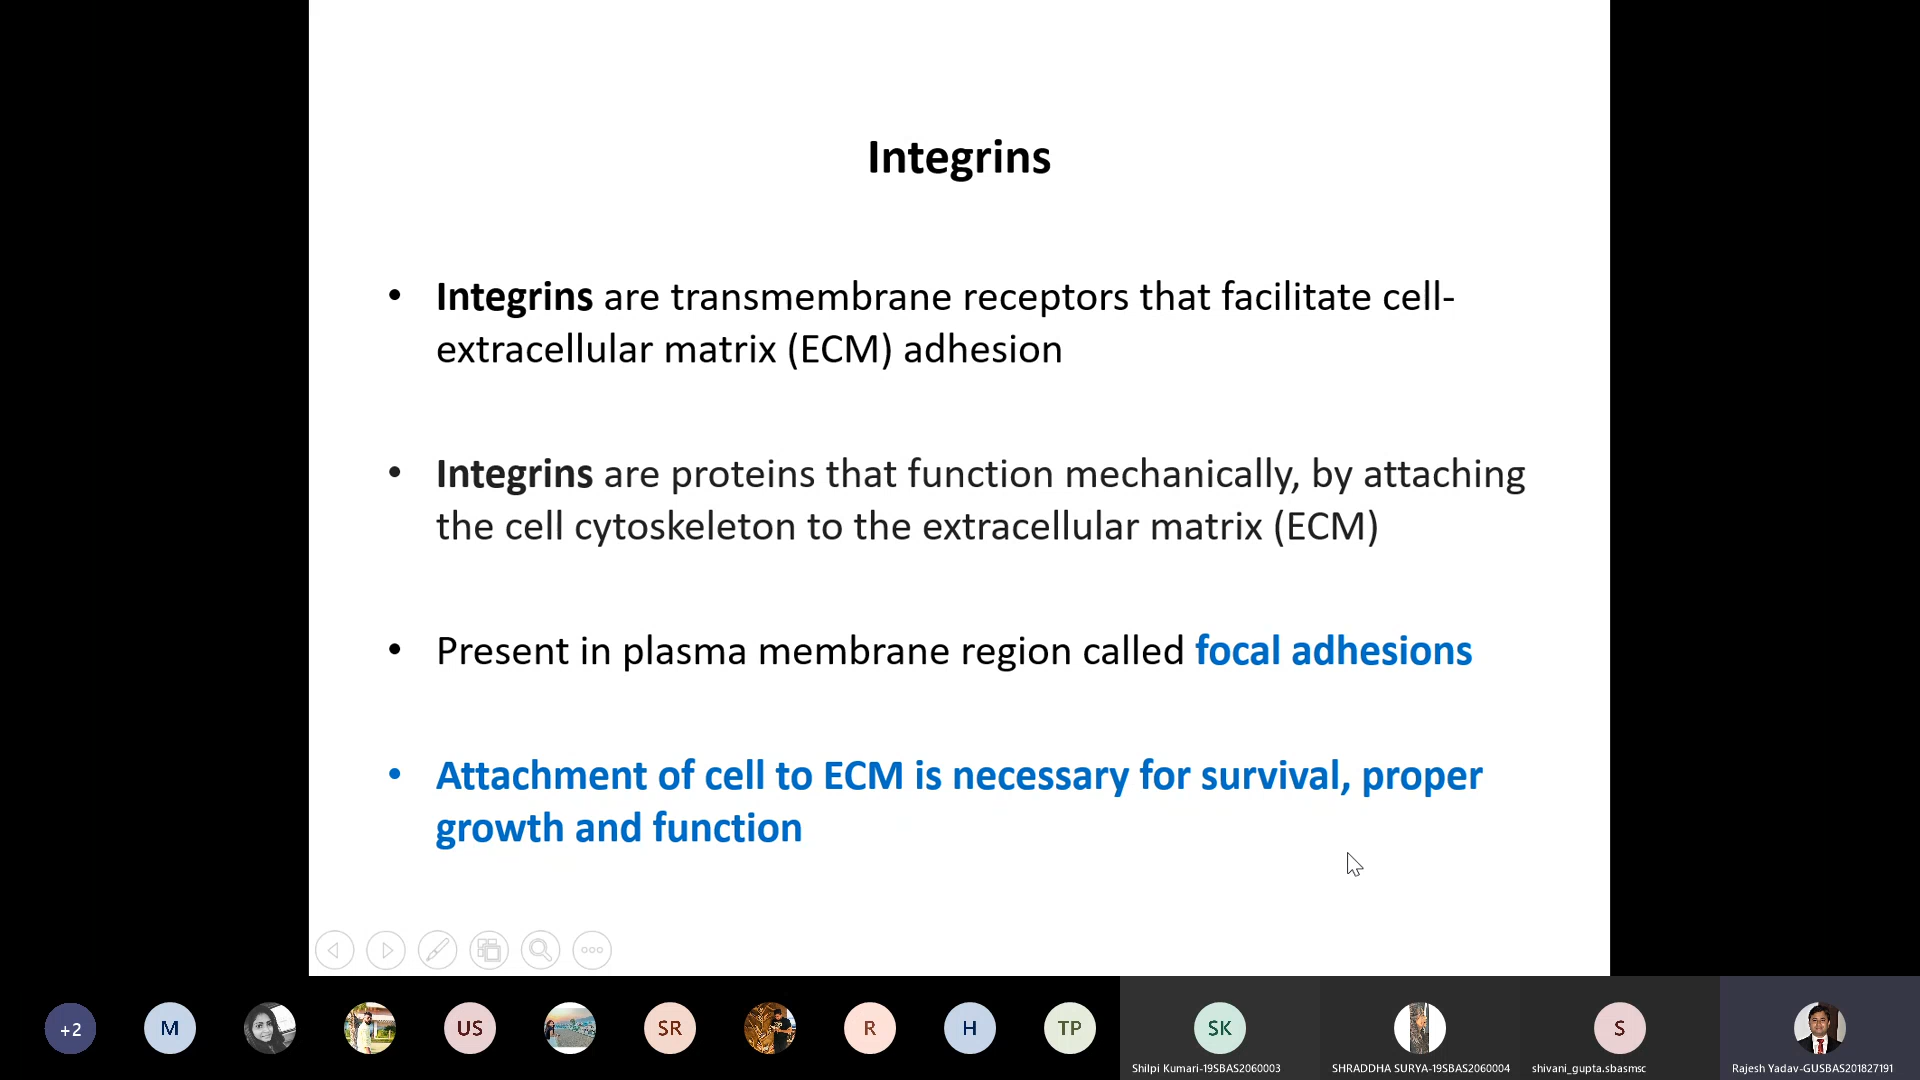 Integrins
• Integrins are transmembrane receptors that facilitate cell-
extracellular matrix (ECM) adhesion
• Integrins are proteins that function mechanically, by attaching
the cell cytoskeleton to the extracellular matrix (ECM)
• Present in plasma membrane region called focal adhesions
• Attachment of cell to ECM is necessary for survival, proper
growth and function
+2
M
US
SR
R
H
TP
SK
S
Shilpi Kumari-19SBAS2060003
SHRADDHA SURYA-19SBAS2060004
shivani_gupta.sbasmsc
Rajesh Yadav-GUSBAS201827191